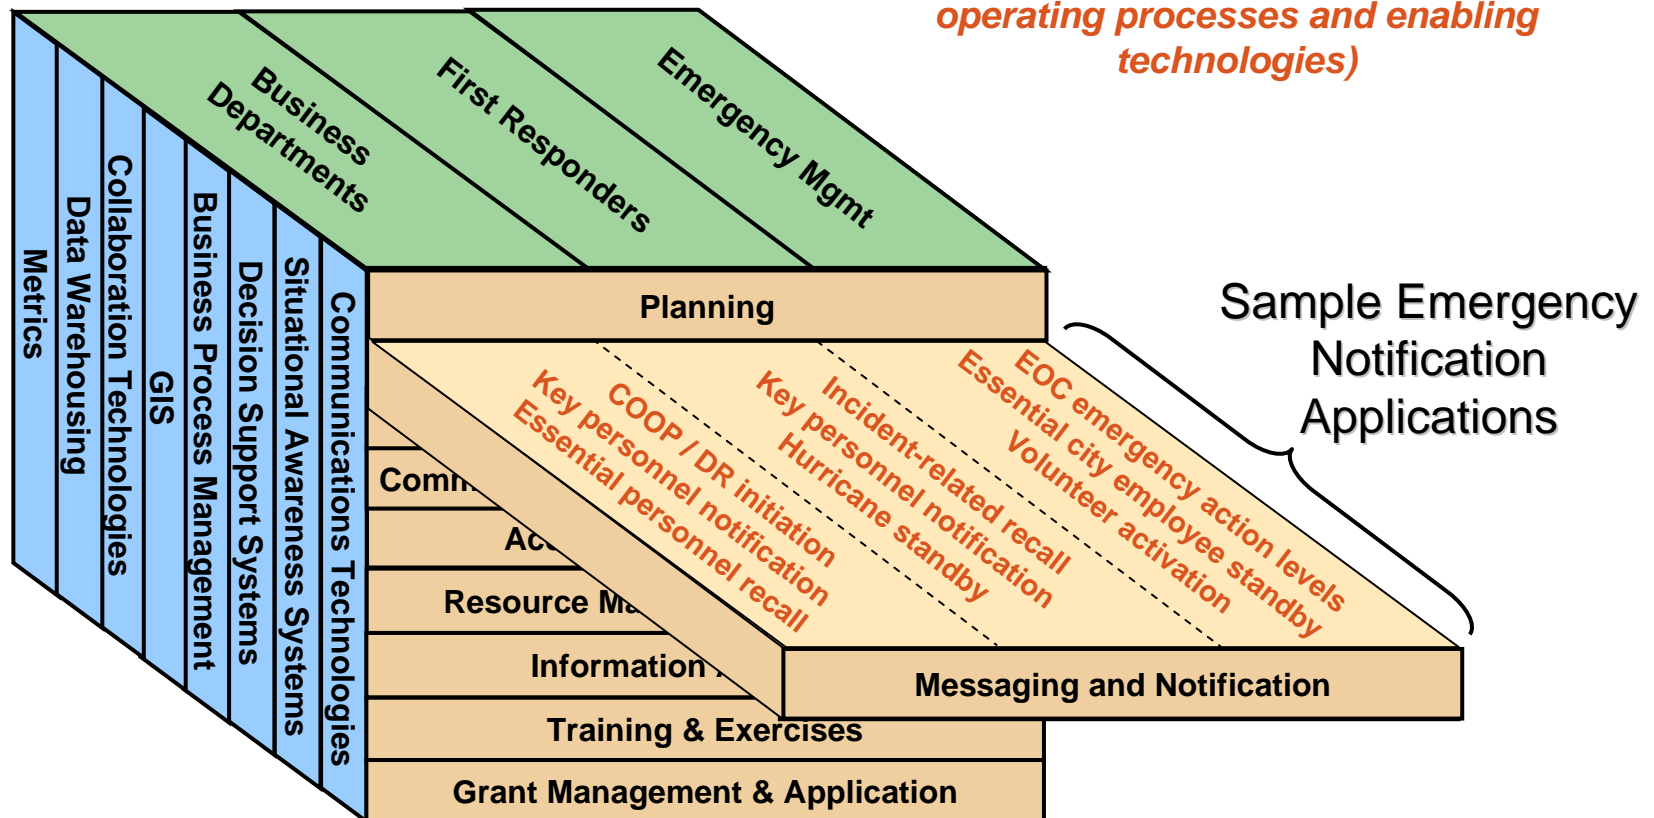 operating processes and enabling
technologies)
Business
Departments
First Responders
Emergency Mgmt
Metrics
Data Warehousing
Collaboration Technologies
GIS
Business Process Management
Decision Support Systems
Situational Awareness Systems
Communications Technologies
Planning
COOP / DR initiation
Key personnel notification
Essential personnel recall
Incident-related recall
Key personnel notification
Hurricane standby
EOC emergency action levels
Essential city employee standby
Volunteer activation
Sample Emergency
Notification
Applications
Resource
Information
Messaging and Notification
Training & Exercises
Grant Management & Application